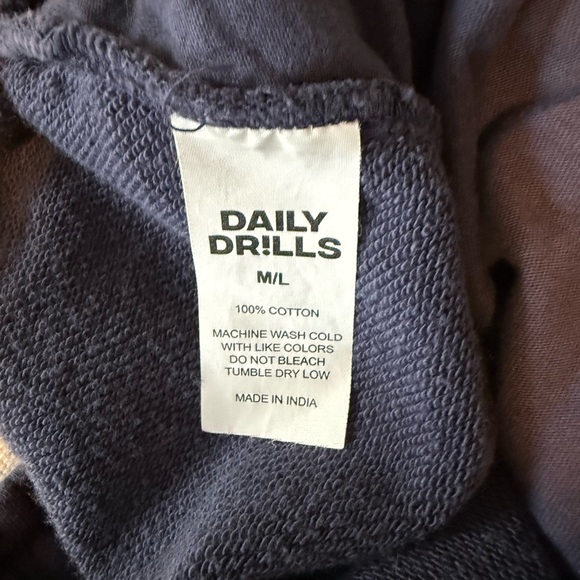 DAILY
DR!LLS
M/L
100% COTTON
MACHINE WASH COLD
WITH LIKE COLORS
DO NOT BLEACH
TUMBLE DRY LOW
MADE IN INDIA